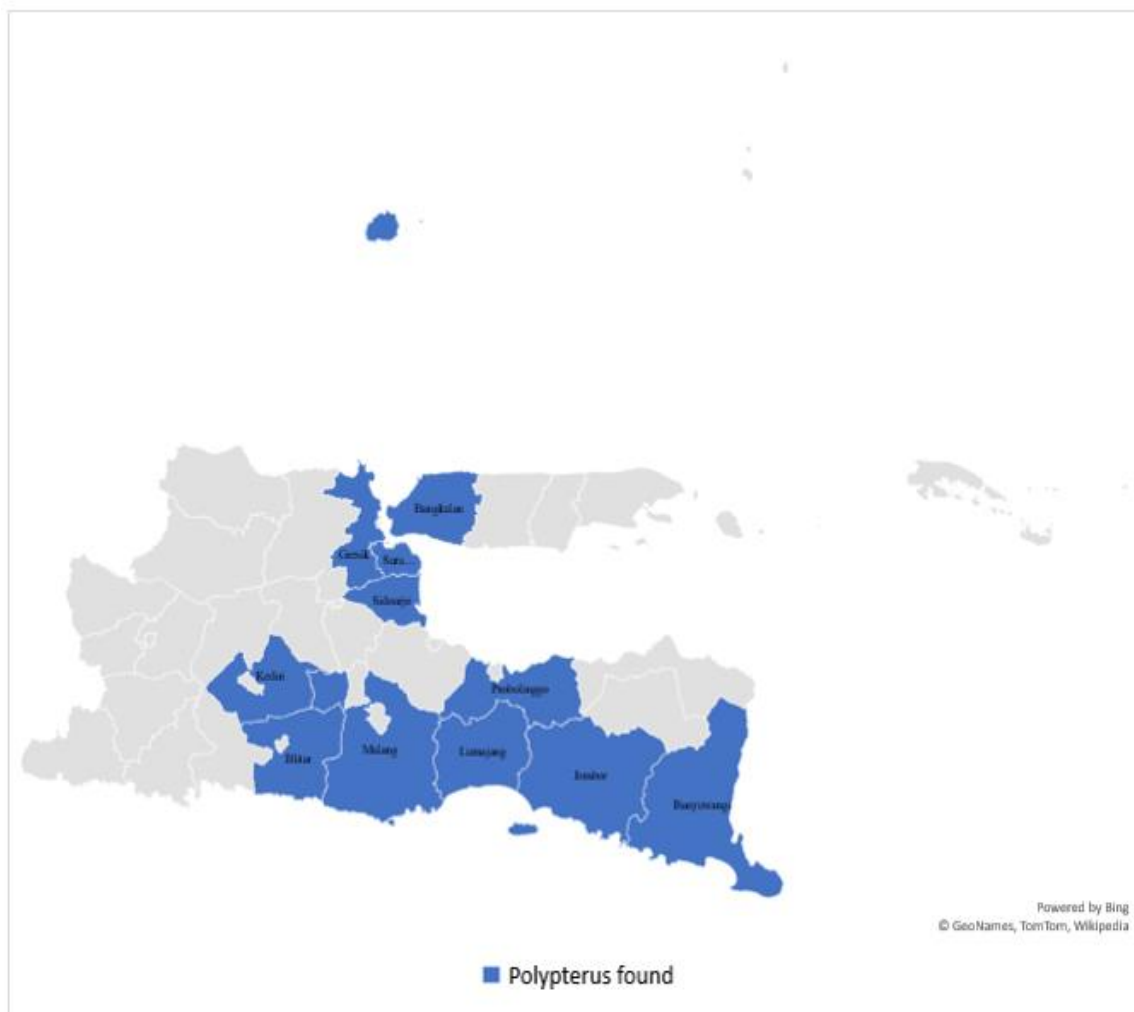 Bangkalan
Gresik
Sura...
Sidoarjo
Kediri
Probolinggo
Malang
Lumajang
Blitar
Jember
Banyuwangi
Powered by Bing
© GeoNames, TomTom, Wikipedia
Polypterus found